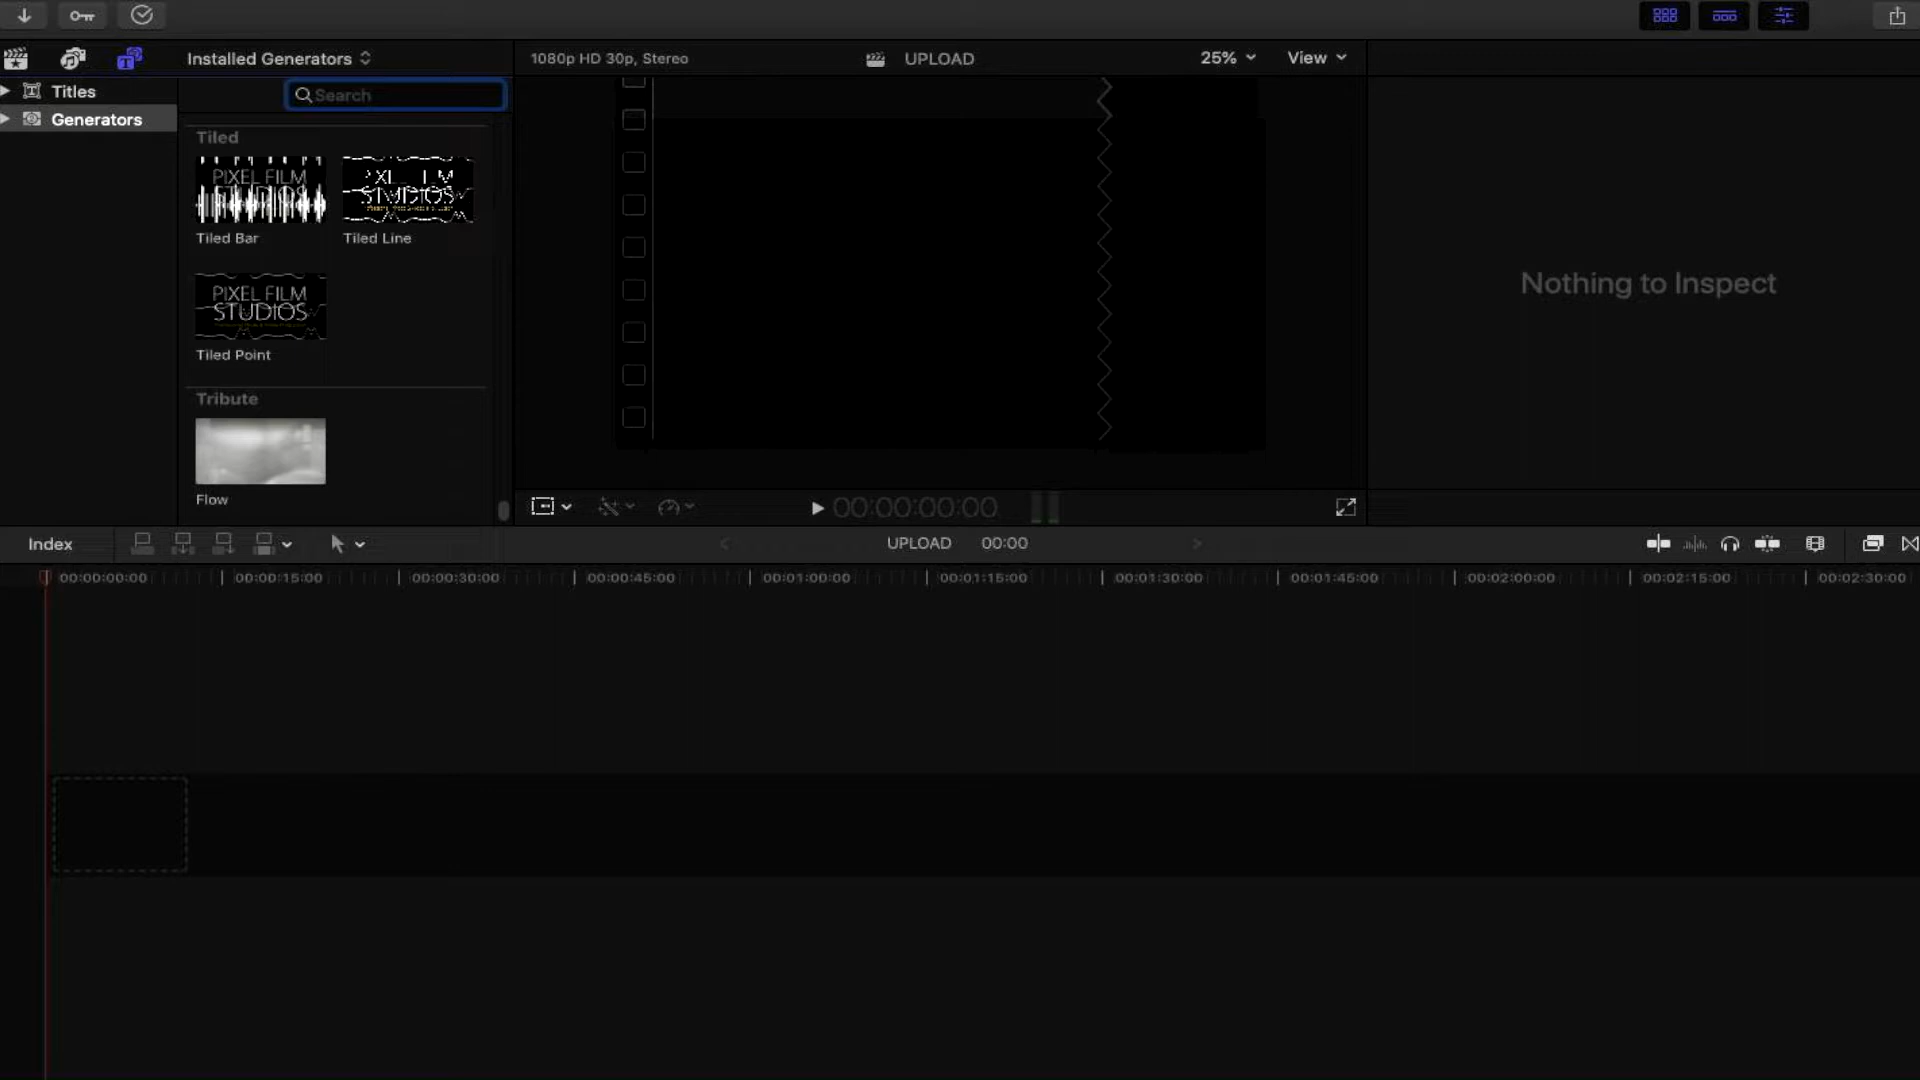 Installed Generators
1080p HD 30p, Stereo
UPLOAD
25%
View
Titles
Search
Generators
Tiled
PIXEL FILM
STUDIOS
Tiled Bar
STUDIOS
Tiled Line
PIXEL FILM
STUDIOS
Tiled Point
Tribute
Flow
Nothing to Inspect
00:00:00:00
Index
UPLOAD 00:00
00:00:00:00
00:00:15:00
00:00:30:00
00:00:45:00
00:01:00:00
00:01:15:00
00:01:30:00
00:01:45:00
00:02:00:00
00:02:15:00
00:02:30:00